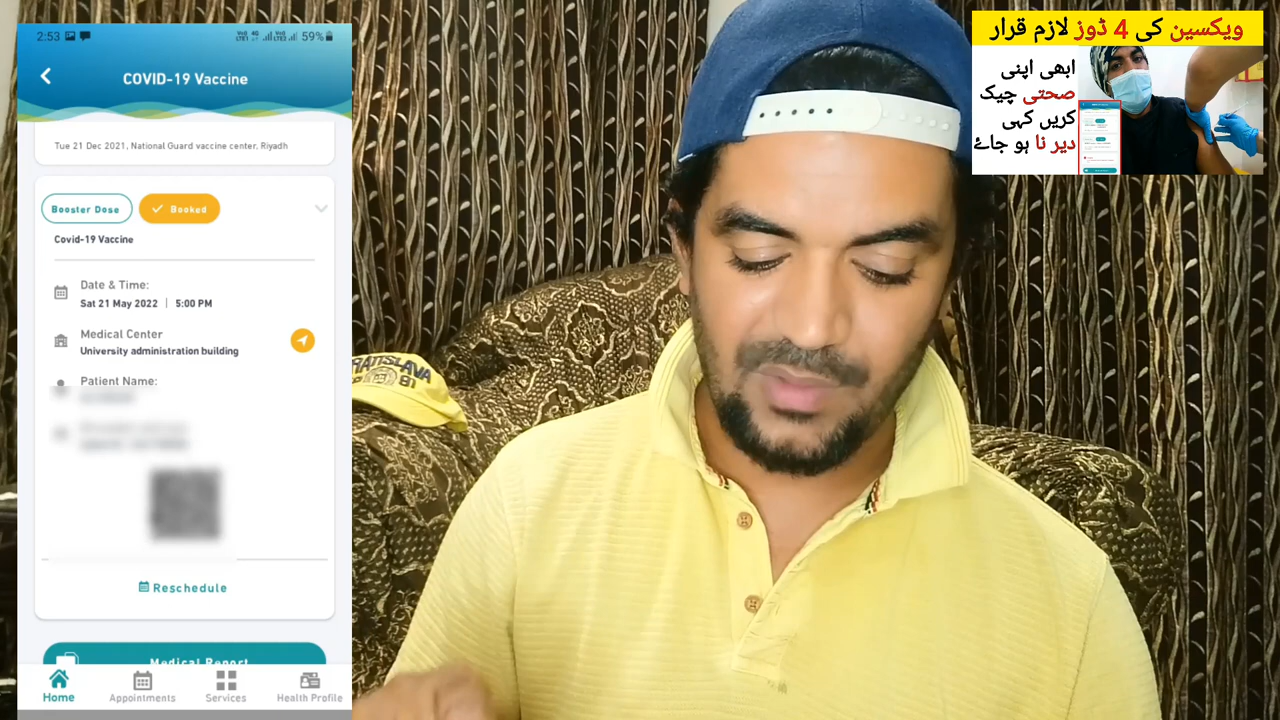 2:53
59%
COVID-19 Vaccine
Tue 21 Dec 2021, National Guard vaccine center, Riyadh
Booster Dose
Booked
Covid-19 Vaccine
Date & Time:
Sat 21 May 2022 | 5:00 PM
Medical Center
University administration building
Patient Name:
Reschedule
Medical Report
Home
Appointments
Services
Health Profile
ویکسین کی 4 ڈوز لازم قرار
ابھی اپنی
صحتی چیک
کریں کہی
دیر نا ہو جاۓ
RATISLAVA
91